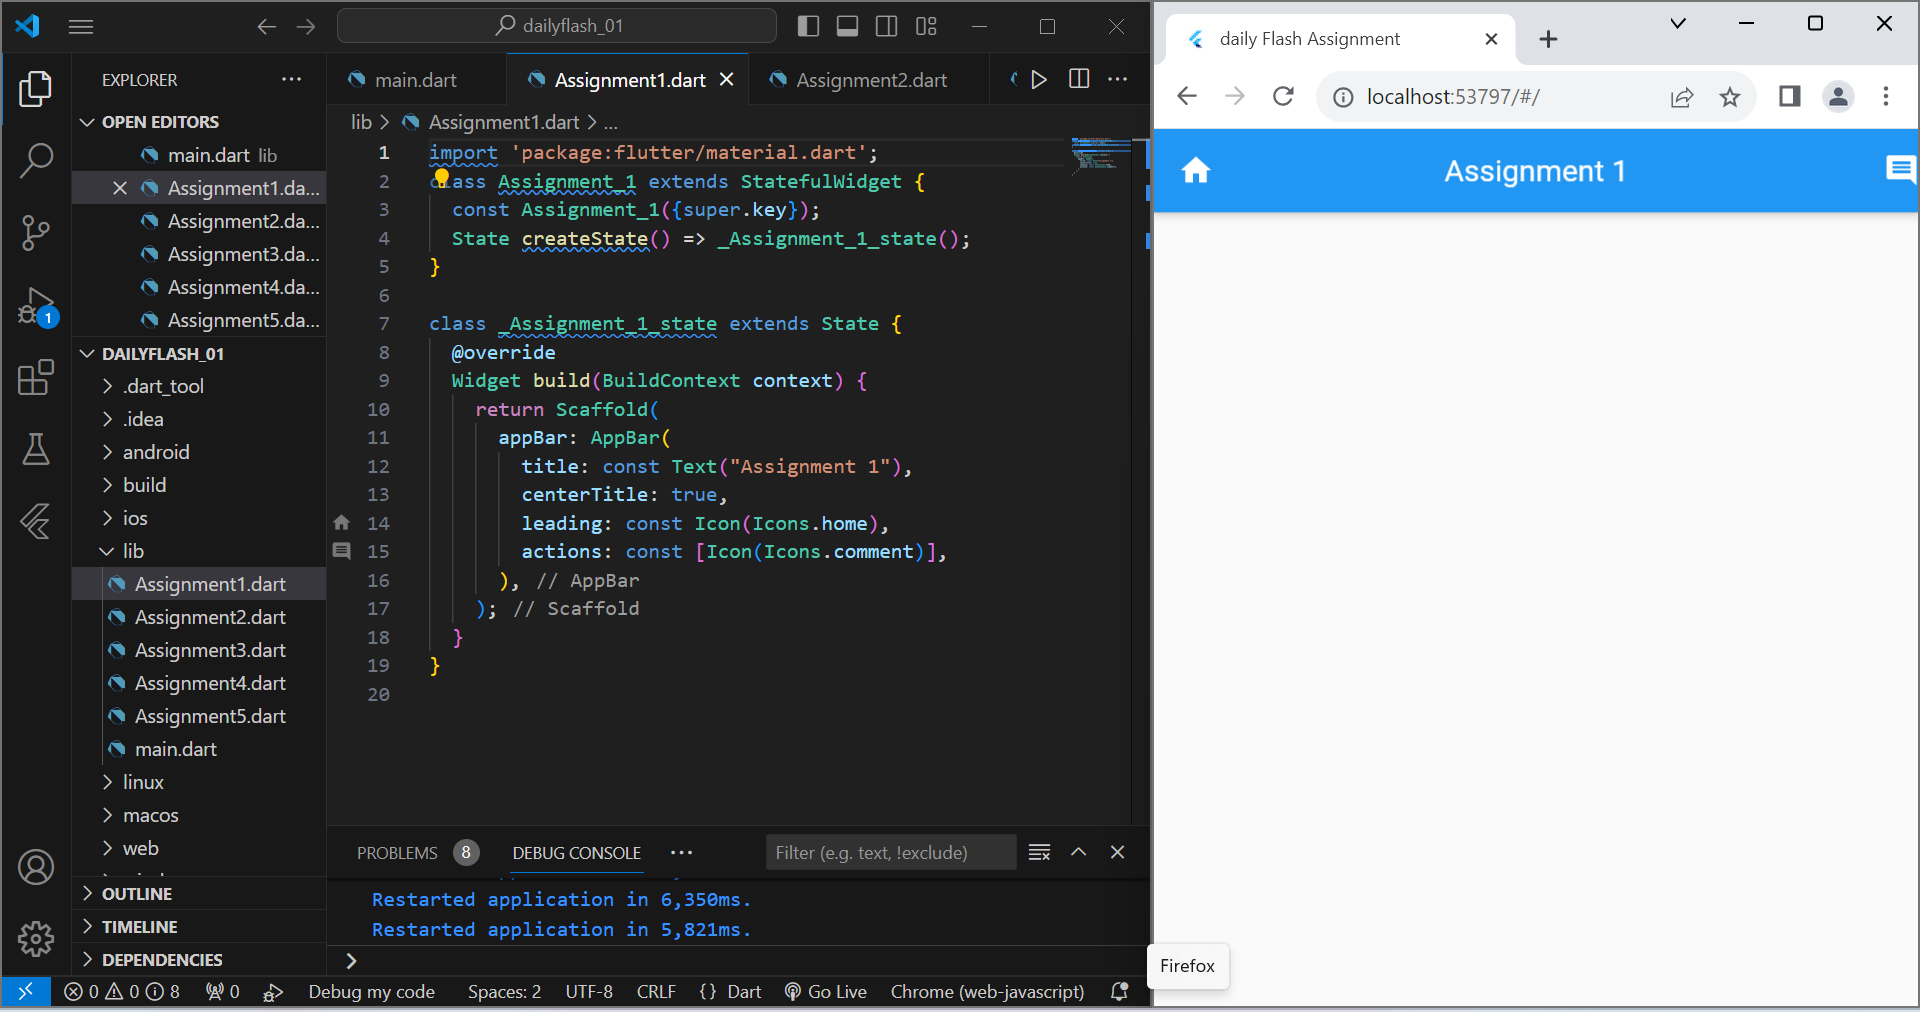 dailyflash_01
EXPLORER
OPEN EDITORS
main.dart lib
Assignment1.da...
Assignment2.da...
Assignment3.da...
Assignment4.da...
Assignment5.da...
DAILYFLASH_01
.dart_tool
.idea
android
build
ios
lib
Assignment1.dart
Assignment2.dart
Assignment3.dart
Assignment4.dart
Assignment5.dart
main.dart
linux
macos
web
OUTLINE
TIMELINE
DEPENDENCIES
1
main.dart
Assignment1.dart
Assignment2.dart
lib > Assignment1.dart > ...
1 import 'package:flutter/material.dart';
2 class Assignment_1 extends StatefulWidget {
3 const Assignment_1({super.key});
4 State createState() => _Assignment_1_state();
5 }
6
7 class _Assignment_1_state extends State {
8 @override
9 Widget build(BuildContext context) {
10 return Scaffold(
11 appBar: AppBar(
12 title: const Text("Assignment 1"),
13 centerTitle: true,
14 leading: const Icon(Icons.home),
15 actions: const [Icon(Icons.comment)],
16 ), // AppBar
17 ); // Scaffold
18 }
19 }
20
PROBLEMS 8 DEBUG CONSOLE ... Filter (e.g. text, !exclude)
Restarted application in 6,350ms.
Restarted application in 5,821ms.
>
0 0 8 0 Debug my code Spaces: 2 UTF-8 CRLF {} Dart Go Live Chrome (web-javascript)
daily Flash Assignment
localhost:53797/#/
Assignment 1
Firefox